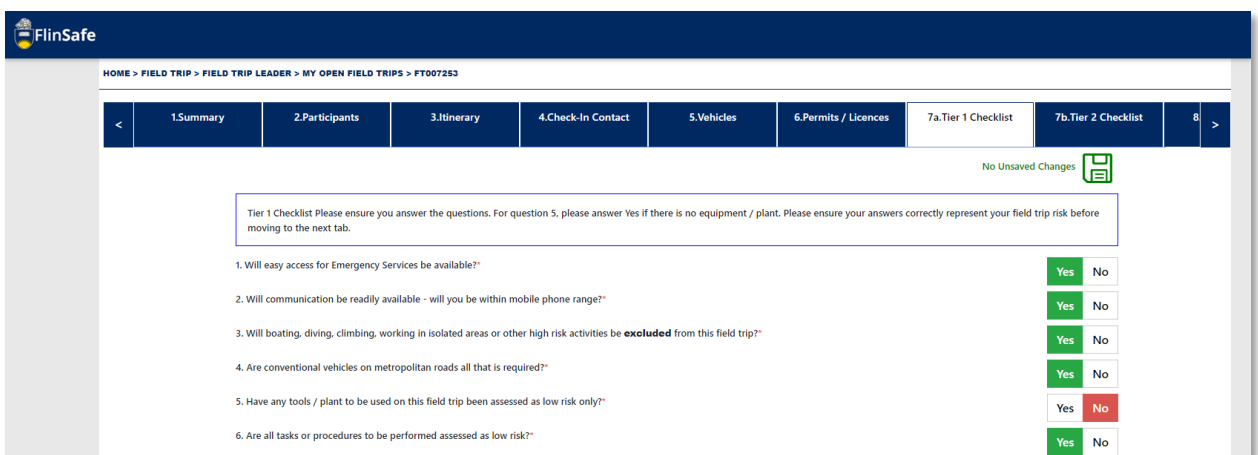 FlinSafe
HOME > FIELD TRIP > FIELD TRIP LEADER > MY OPEN FIELD TRIPS > FT007253
< 1.Summary 2.Participants 3.Itinerary 4.Check-In Contact 5.Vehicles 6.Permits / Licences 7a.Tier 1 Checklist 7b.Tier 2 Checklist 8. >
No Unsaved Changes
Tier 1 Checklist Please ensure you answer the questions. For question 5, please answer Yes if there is no equipment / plant. Please ensure your answers correctly represent your field trip risk before
moving to the next tab.
1. Will easy access for Emergency Services be available?* Yes No
2. Will communication be readily available - will you be within mobile phone range?* Yes No
3. Will boating, diving, climbing, working in isolated areas or other high risk activities be excluded from this field trip?* Yes No
4. Are conventional vehicles on metropolitan roads all that is required?* Yes No
5. Have any tools / plant to be used on this field trip been assessed as low risk only?* Yes No
6. Are all tasks or procedures to be performed assessed as low risk?* Yes No